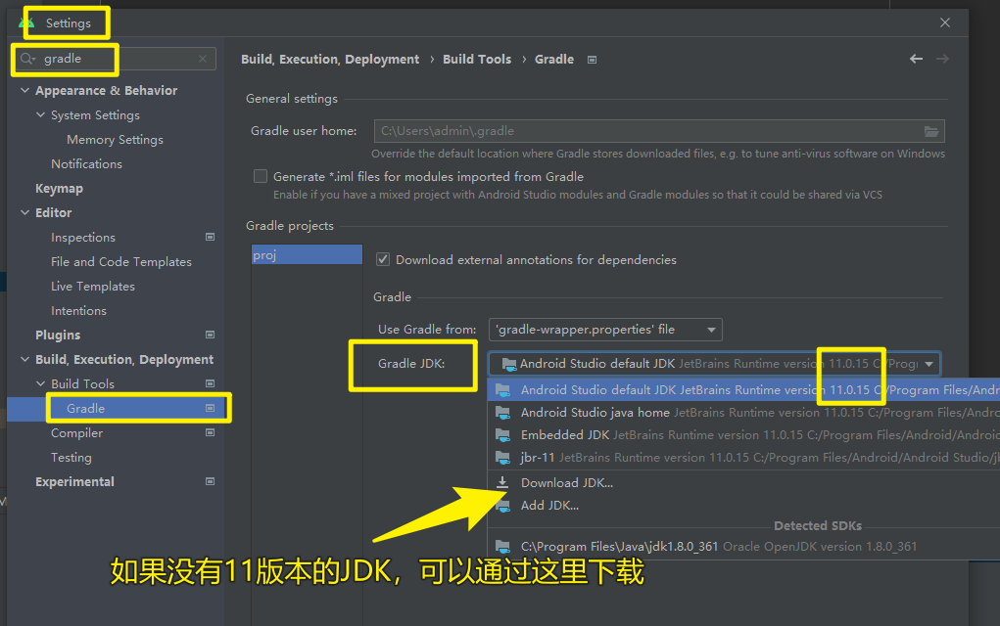 Settings
gradle
Appearance & Behavior
System Settings
Memory Settings
Notifications
Keymap
Editor
Inspections
File and Code Templates
Live Templates
Intentions
Plugins
Build, Execution, Deployment
Build Tools
Gradle
Compiler
Testing
Experimental
Build, Execution, Deployment › Build Tools › Gradle
General settings
Gradle user home: C:\Users\admin\.gradle
Override the default location where Gradle stores downloaded files, e.g. to tune anti-virus software on Windows
Generate *.iml files for modules imported from Gradle
Enable if you have a mixed project with Android Studio modules and Gradle modules so that it could be shared via VCS
Gradle projects
proj
Download external annotations for dependencies
Gradle
Use Gradle from: 'gradle-wrapper.properties' file
Gradle JDK: Android Studio default JDK JetBrains Runtime version 11.0.15 C:/Progr
Android Studio default JDK JetBrains Runtime version 11.0.15 C:/Program Files/Andr
Android Studio java home JetBrains Runtime version 11.0.15 C:/Program Files/Androi
Embedded JDK JetBrains Runtime version 11.0.15 C:/Program Files/Android/Androi
jbr-11 JetBrains Runtime version 11.0.15 C:/Program Files/Android/Android Studio/j
Download JDK...
Add JDK...
Detected SDKs
C:\Program Files\Java\jdk1.8.0_361 Oracle OpenJDK version 1.8.0_361
如果没有11版本的JDK，可以通过这里下载